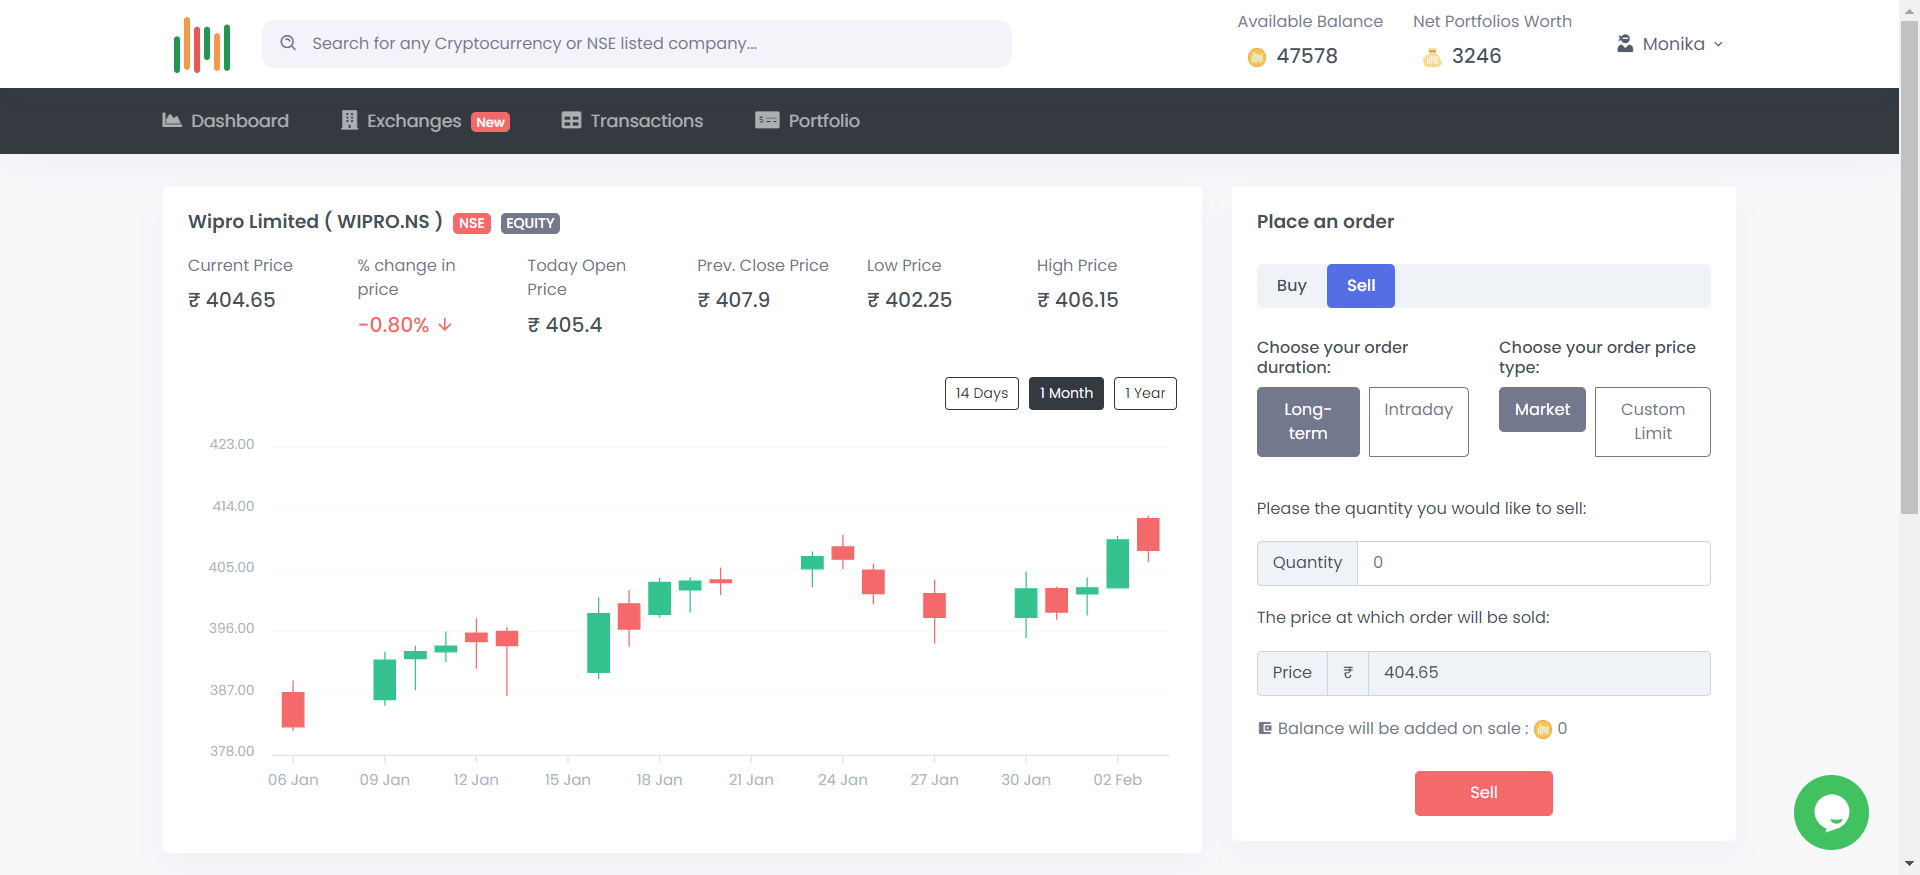 Search for any Cryptocurrency or NSE listed company...
Available Balance
47578
Net Portfolios Worth
3246
Monika
Dashboard
Exchanges New
Transactions
Portfolio
Wipro Limited ( WIPRO.NS ) NSE EQUITY
Current Price
₹ 404.65
% change in
price
-0.80%
Today Open
Price
₹ 405.4
Prev. Close Price
₹ 407.9
Low Price
₹ 402.25
High Price
₹ 406.15
14 Days
1 Month
1 Year
423.00
414.00
405.00
396.00
387.00
378.00
06 Jan
09 Jan
12 Jan
15 Jan
18 Jan
21 Jan
24 Jan
27 Jan
30 Jan
02 Feb
Place an order
Buy
Sell
Choose your order
duration:
Long-
term
Intraday
Choose your order price
type:
Market
Custom
Limit
Please the quantity you would like to sell:
Quantity 0
The price at which order will be sold:
Price ₹ 404.65
Balance will be added on sale : 0
Sell